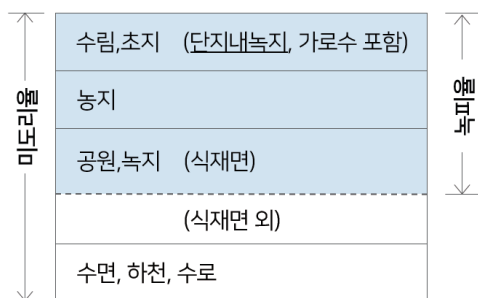 미도리율
수림,초지 (단지내녹지, 가로수 포함)
농지
공원,녹지 (식재면)
(식재면 외)
수면, 하천, 수로
녹피율